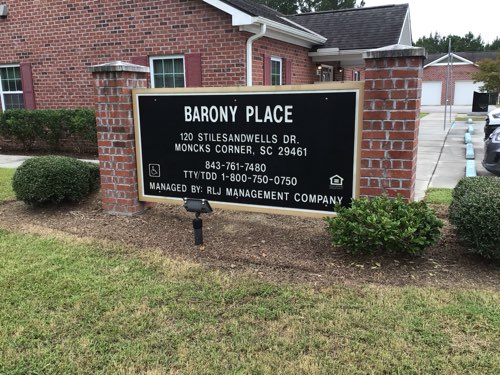 BARONY PLACE
120 STILESANDWELLS DR.
MONCKS CORNER, SC 29461
843-761-7480
TTY/TDD 1-800-750-0750
MANAGED BY: RLJ MANAGEMENT COMPANY